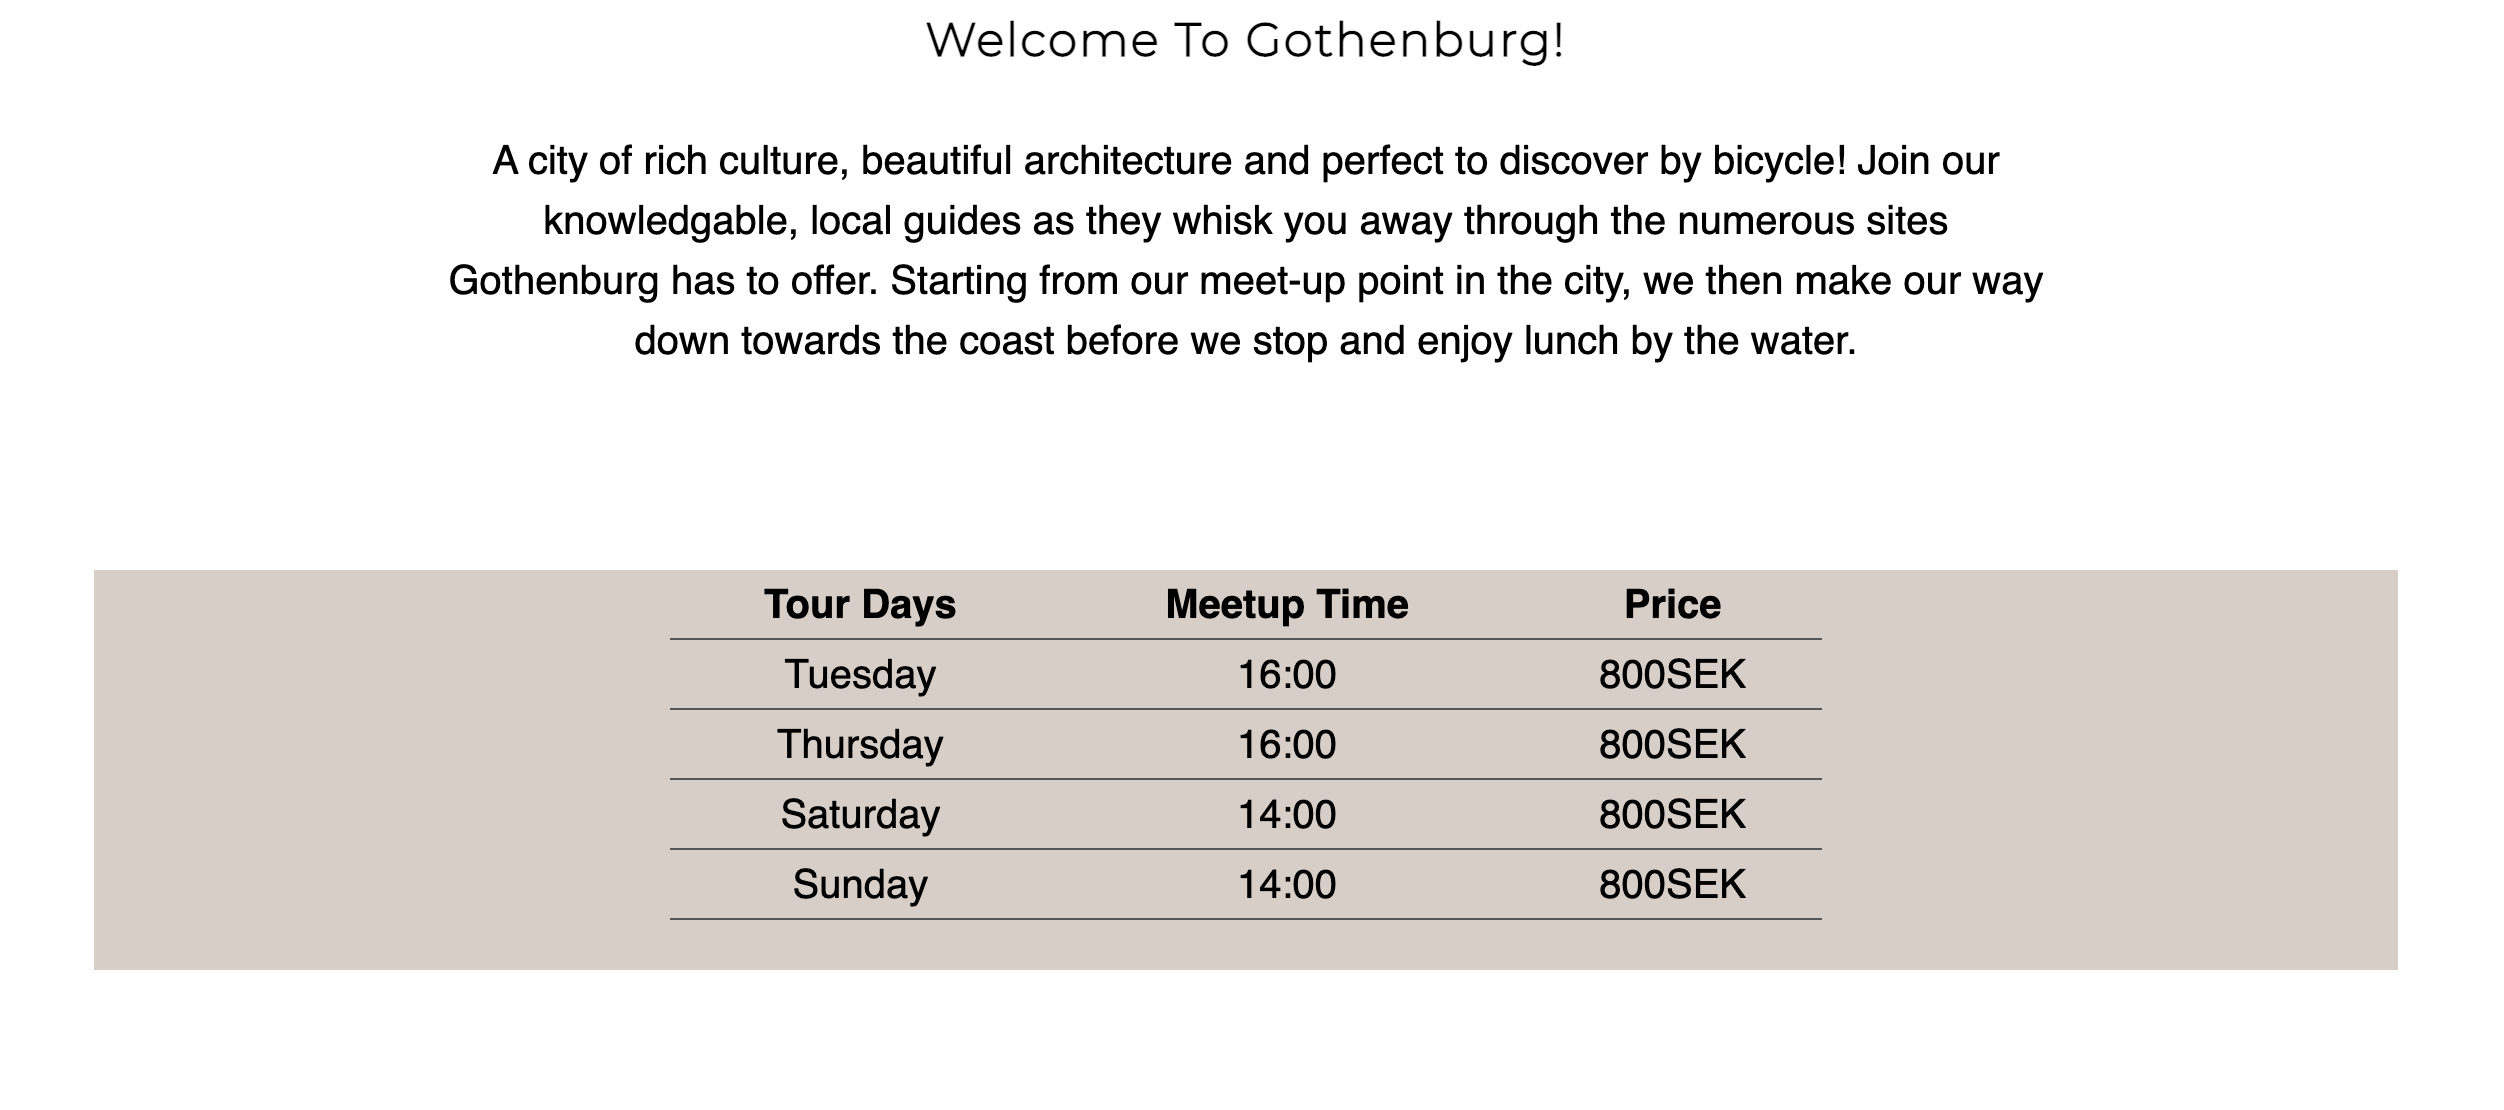 Welcome To Gothenburg!
A city of rich culture, beautiful architecture and perfect to discover by bicycle! Join our
knowledgable, local guides as they whisk you away through the numerous sites
Gothenburg has to offer. Starting from our meet-up point in the city, we then make our way
down towards the coast before we stop and enjoy lunch by the water.
Tour Days Meetup Time Price
Tuesday 16:00 800SEK
Thursday 16:00 800SEK
Saturday 14:00 800SEK
Sunday 14:00 800SEK